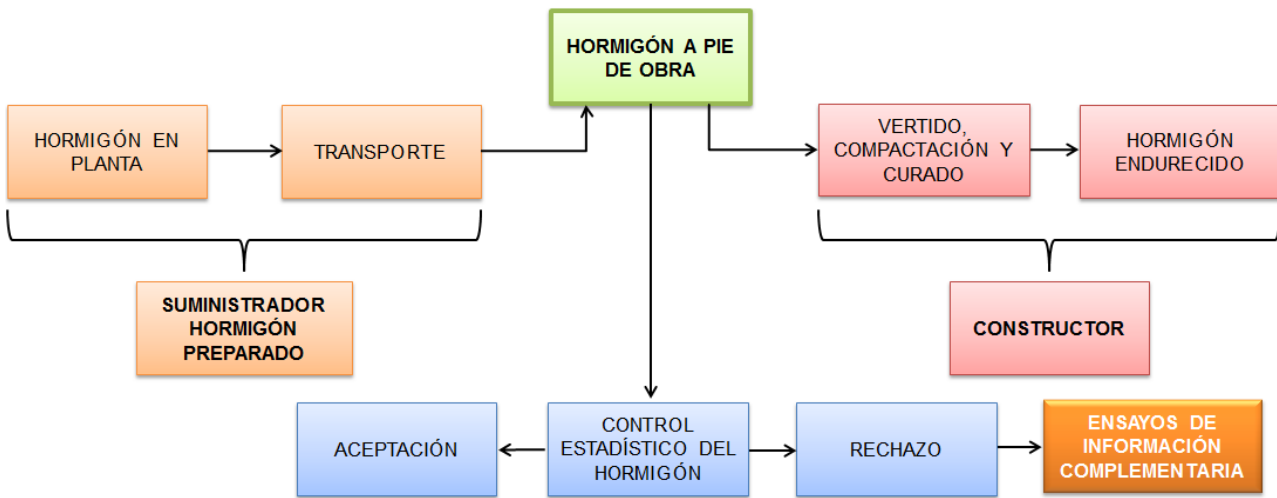 HORMIGÓN A PIE
DE OBRA
HORMIGÓN EN
PLANTA
TRANSPORTE
VERTIDO,
COMPACTACIÓN Y
CURADO
HORMIGÓN
ENDURECIDO
SUMINISTRADOR
HORMIGÓN
PREPARADO
CONSTRUCTOR
ACEPTACIÓN
CONTROL
ESTADÍSTICO DEL
HORMIGÓN
RECHAZO
ENSAYOS DE
INFORMACIÓN
COMPLEMENTARIA